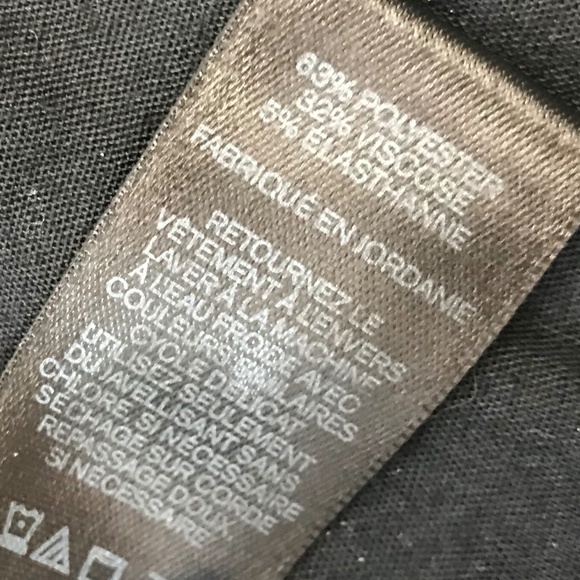 63% POLYESTER
32% VISCOSE
5% ELASTHANNE
FABRIQUÉ EN JORDANIE
RETOURNEZ LE
VÊTEMENT À L'ENVERS
LAVER À LA MACHINE
À L'EAU FROIDE AVEC
COULEURS SIMILAIRES
CYCLE DÉLICAT
UTILISEZ SEULEMENT
DU JAVELLISANT SANS
CHLORE, SI NÉCESSAIRE
SÉCHAGE SUR CORDE
REPASSAGE DOUX,
SI NÉCESSAIRE